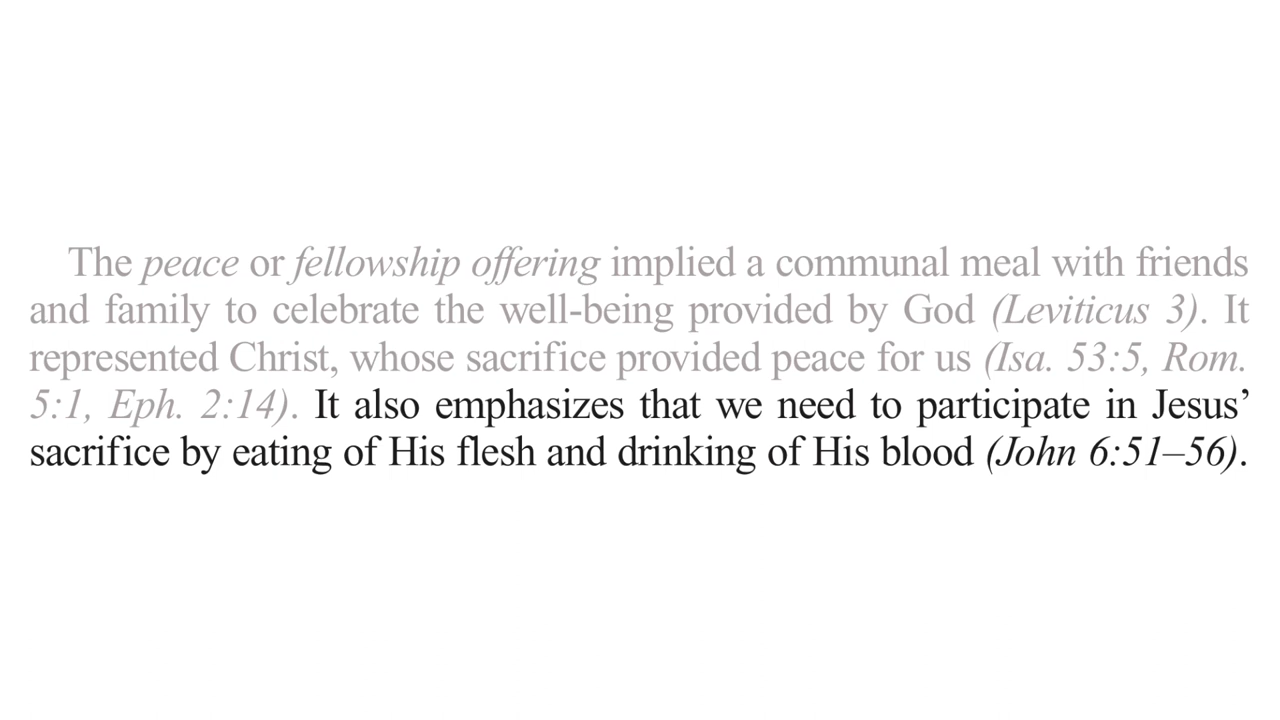 The peace or fellowship offering implied a communal meal with friends
and family to celebrate the well-being provided by God (Leviticus 3). It
represented Christ, whose sacrifice provided peace for us (Isa. 53:5, Rom.
5:1, Eph. 2:14). It also emphasizes that we need to participate in Jesus’
sacrifice by eating of His flesh and drinking of His blood (John 6:51–56).